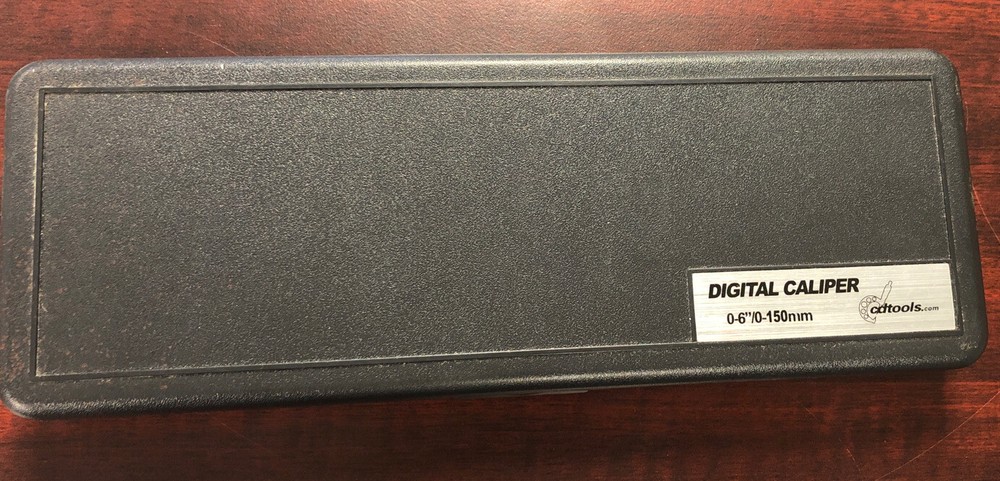 DIGITAL CALIPER
0-6"/0-150mm
cdtools.com